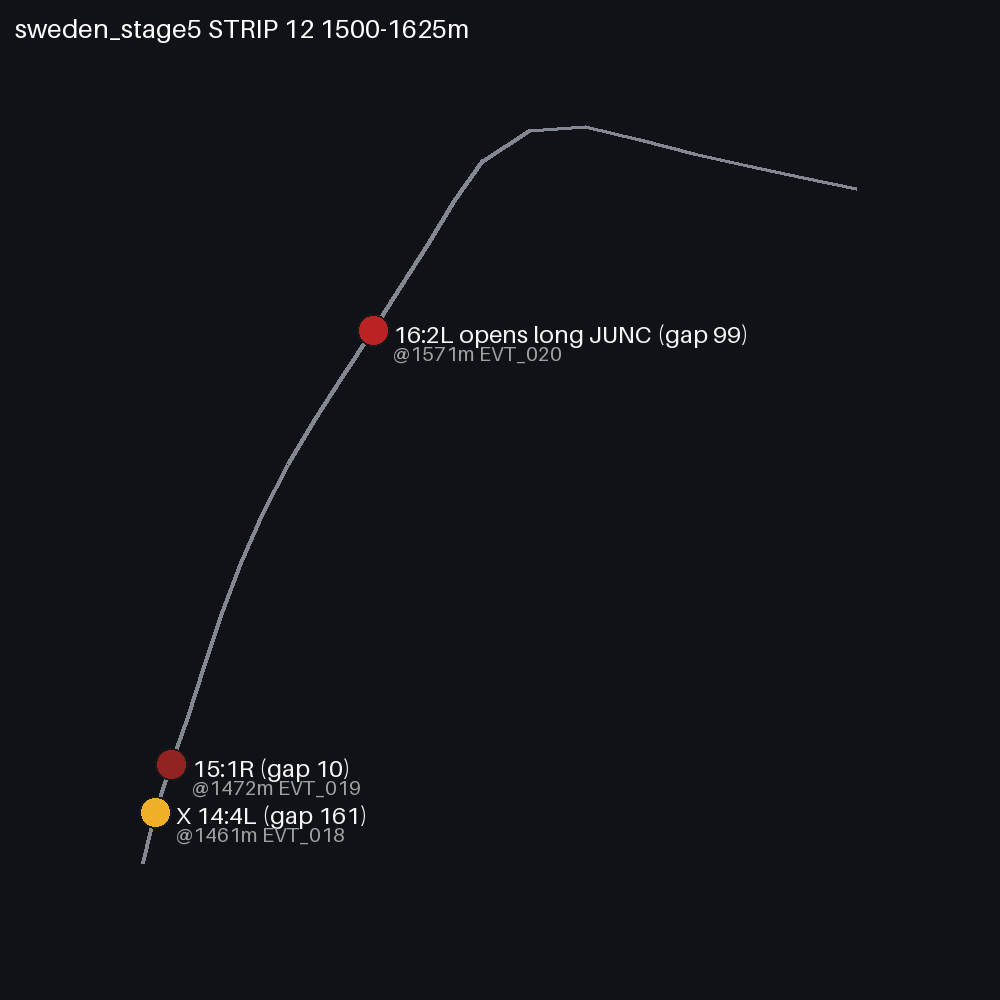 sweden_stage5 STRIP 12 1500-1625m
16:2L opens long JUNC (gap 99)
@1571m EVT_020
15:1R (gap 10)
@1472m EVT_019
X 14:4L (gap 161)
@1461m EVT_018